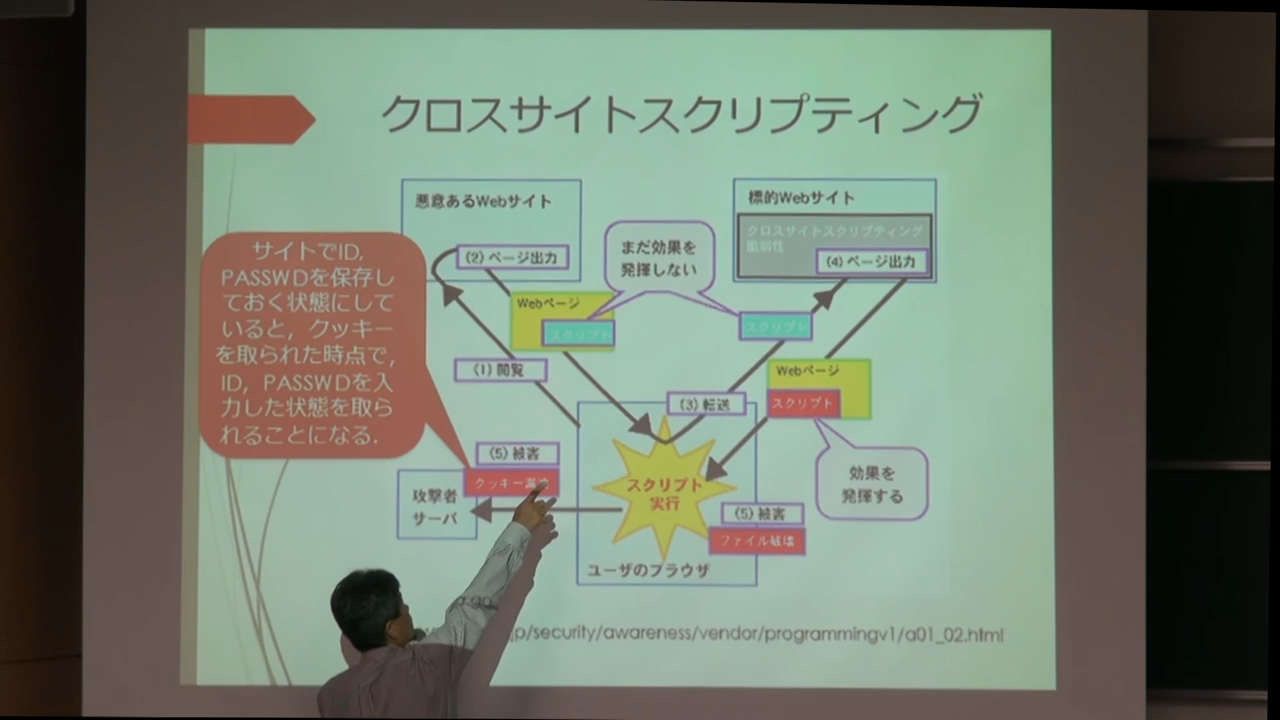 クロスサイトスクリプティング
悪意あるWebサイト
標的Webサイト
クロスサイトスクリプティング
脆弱性
(2) ページ出力
(4) ページ出力
まだ効果を
発揮しない
サイトでID,
PASSWDを保存し
ておく状態にして
いると，クッキー
を取られた時点で，
ID，PASSWDを入
力した状態を取ら
れることになる．
Webページ
スクリプト
スクリプト
(1) 閲覧
Webページ
スクリプト
(3) 転送
効果を
発揮する
(5) 被害
クッキー
攻撃者
サーバ
スクリプト
実行
(5) 被害
ファイル破壊
ユーザのブラウザ
jp/security/awareness/vendor/programmingv1/a01_02.html